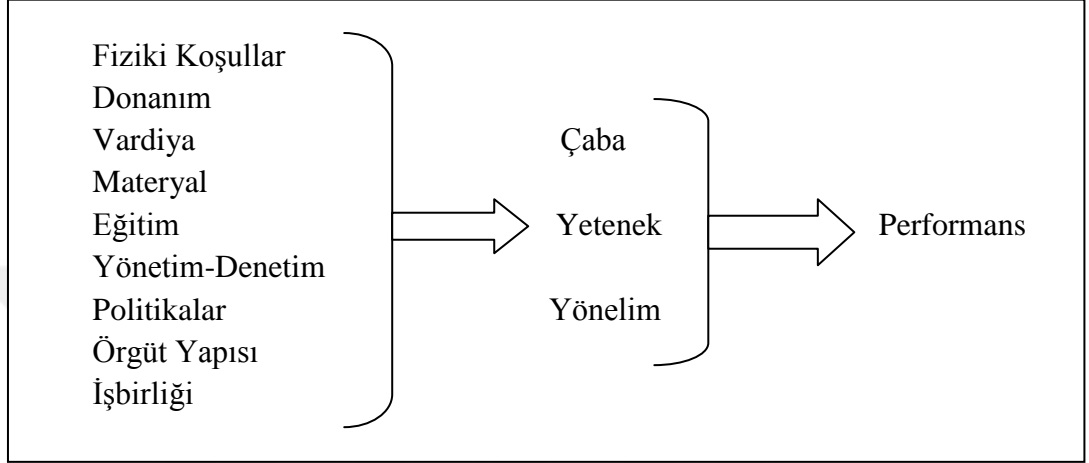 Fiziki Koşullar
Donanım
Vardiya
Materyal
Eğitim
Yönetim-Denetim
Politikalar
Örgüt Yapısı
İşbirliği
Çaba
Yetenek
Yönelim
Performans